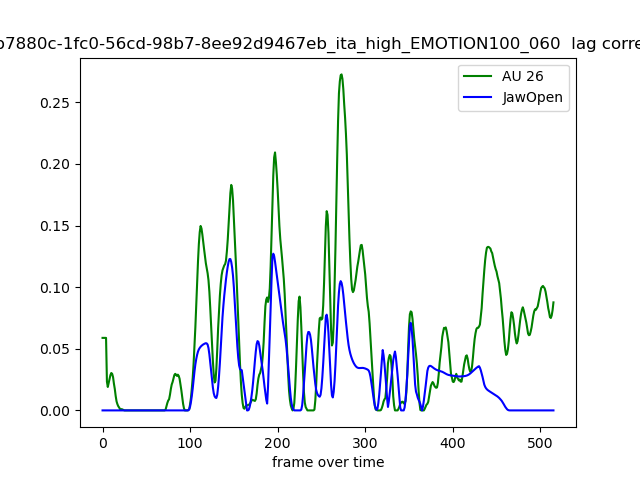 7880c-1fc0-56cd-98b7-8ee92d9467eb_ita_high_EMOTION100_060 lag corre
AU 26
JawOpen
0.25
0.20
0.15
0.10
0.05
0.00
0 100 200 300 400 500
frame over time